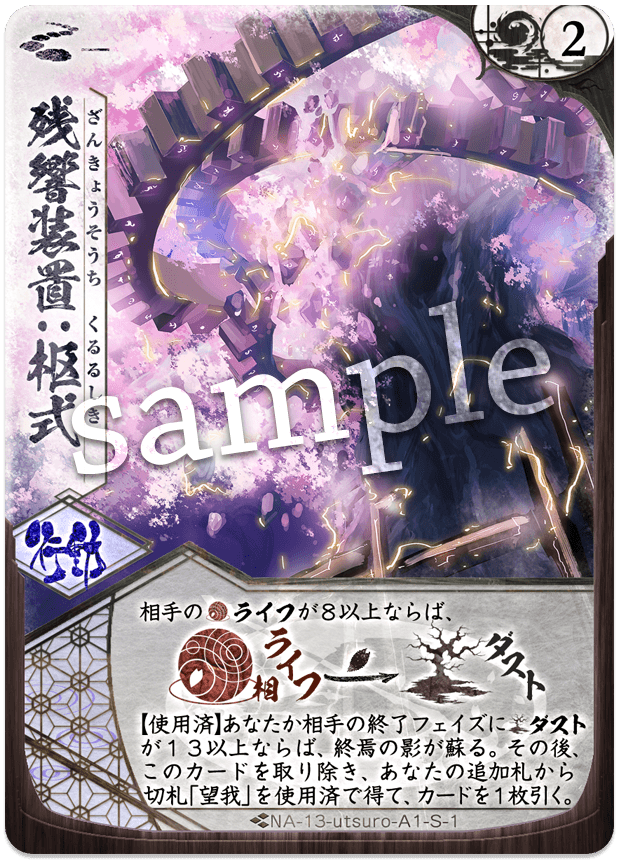 2
残響装置:枢式
ざんきょうそうち くるるしき
sample
行動
相手のライフが8以上ならば、
相ライフ
ダスト
【使用済】あなたか相手の終了フェイズにダスト
が13以上ならば、終焉の影が蘇る。その後、
このカードを取り除き、あなたの追加札から
切札「望我」を使用済で得て、カードを1枚引く。
NA-13-utsuro-A1-S-1